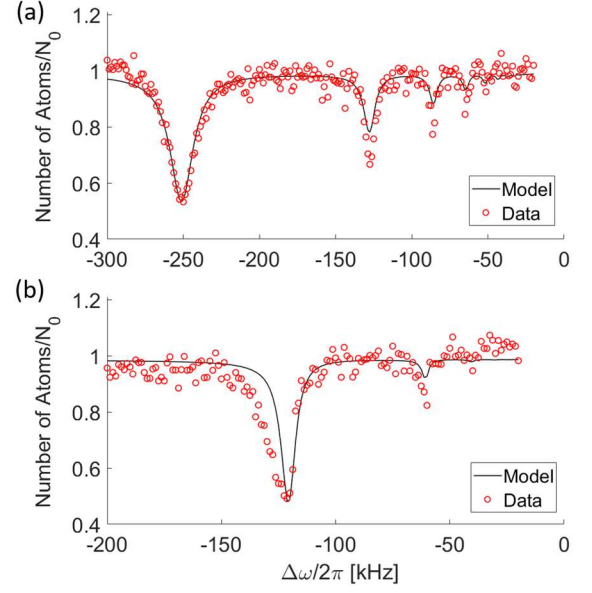 (a)
1.2
1
0.8
0.6
0.4
Number of Atoms/N₀
-300 -250 -200 -150 -100 -50 0
Model
Data
(b)
1.2
1
0.8
0.6
0.4
Number of Atoms/N₀
-200 -150 -100 -50 0
Model
Data
Δω/2π [kHz]